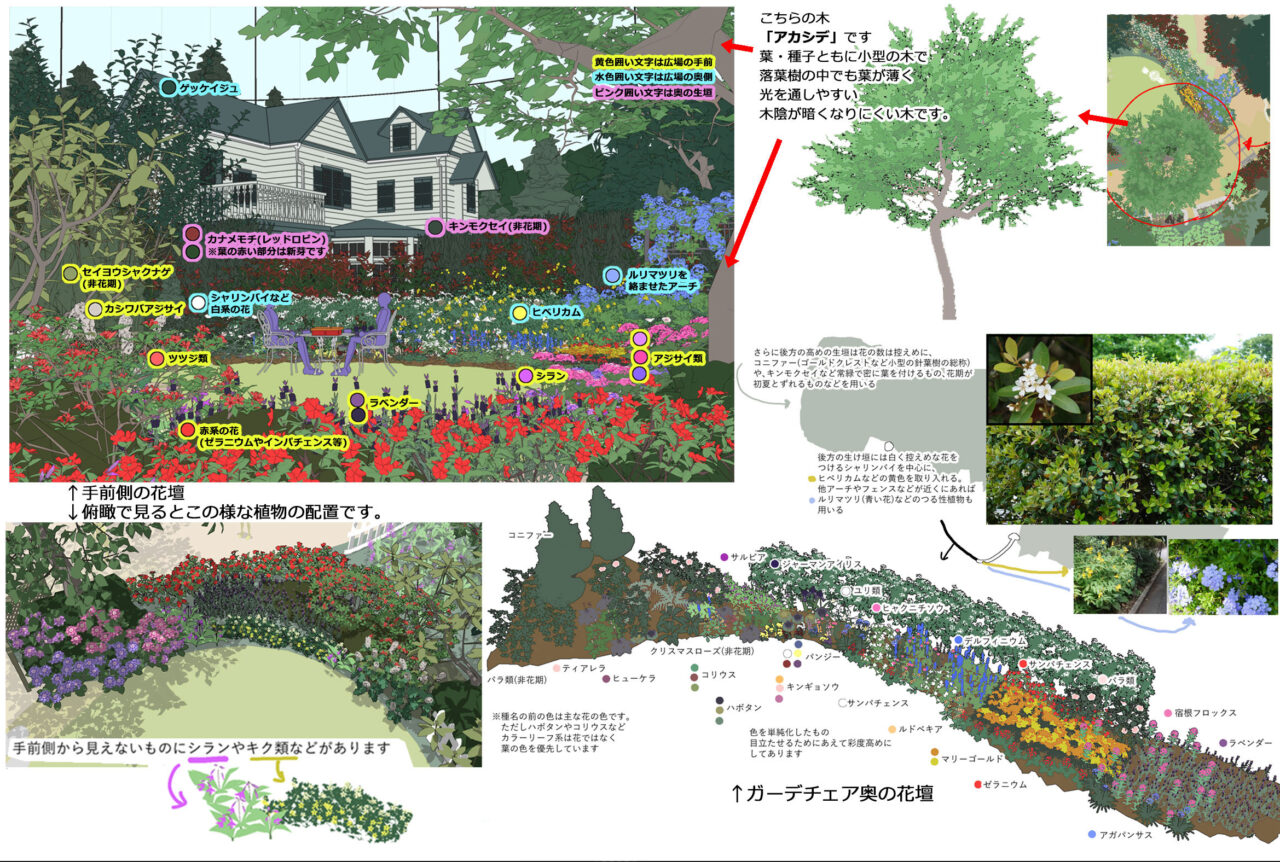 黄色囲い文字は広場の手前
水色囲い文字は広場の奥側
ピンク囲い文字は奥の生垣
ゲッケイジュ
カナメモチ(レッドロビン)
※葉の赤い部分は新芽です
キンモクセイ(非花期)
セイヨウシャクナゲ
(非花期)
カシワバアジサイ
シャリンバイなど
白系の花
ルリマツリを
絡ませたアーチ
ヒペリカム
ツツジ類
アジサイ類
シラン
ラベンダー
赤系の花
(ゼラニウムやインパチェンス等)
こちらの木
「アカシデ」です
葉・種子ともに小型の木で
落葉樹の中でも葉が薄く
光を通しやすい
木陰が暗くなりにくい木です。
さらに後方の高めの生垣は花の数は控えめに、
コニファー(ゴールドクレストなど小型の針葉樹の総称)
や、キンモクセイなど常緑で密に葉を付けるもの、花期が
初夏とずれるものなどを用いる
後方の生け垣には白く控えめな花を
つけるシャリンバイを中心に、
ヒペリカムなどの黄色を取り入れる。
他アーチやフェンスなどが近くにあれば
ルリマツリ(青い花)などのつる性植物も
用いる
↑手前側の花壇
↓俯瞰で見るとこの様な植物の配置です。
手前側から見えないものにシランやキク類などがあります
コニファー
サルビア
ジャーマンアイリス
ユリ類
ヒャクニチソウ
デルフィニウム
サンパチェンス
バラ類
宿根フロックス
ラベンダー
クリスマスローズ(非花期)
パンジー
ティアレラ
バラ類(非花期)
ヒューケラ
コリウス
キンギョソウ
ハボタン
サンパチェンス
ルドベキア
マリーゴールド
ゼラニウム
アガパンサス
※種名の前の色は主な花の色です。
ただしハボタンやコリウスなど
カラーリーフ系は花ではなく
葉の色を優先しています
色を単純化したもの
目立たせるためにあえて彩度高めに
してあります
↑ガーデチェア奥の花壇